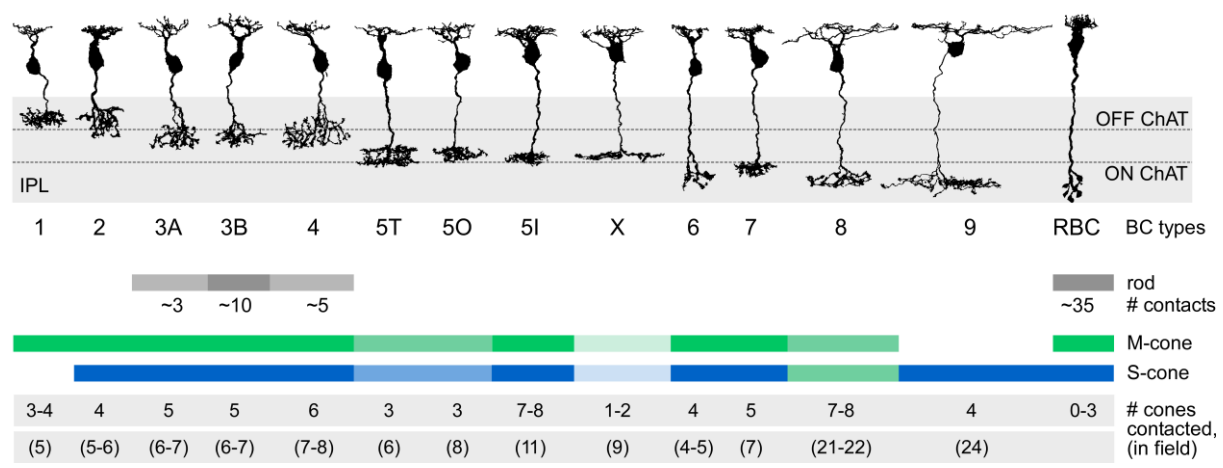 OFF ChAT
ON ChAT
IPL
1 2 3A 3B 4 5T 5O 5I X 6 7 8 9 RBC BC types
rod
~3 ~10 ~5 ~35 # contacts
M-cone
S-cone
3-4 4 5 5 6 3 3 7-8 1-2 4 5 7-8 4 0-3 # cones
contacted,
(5) (5-6) (6-7) (6-7) (7-8) (6) (8) (11) (9) (4-5) (7) (21-22) (24) (in field)